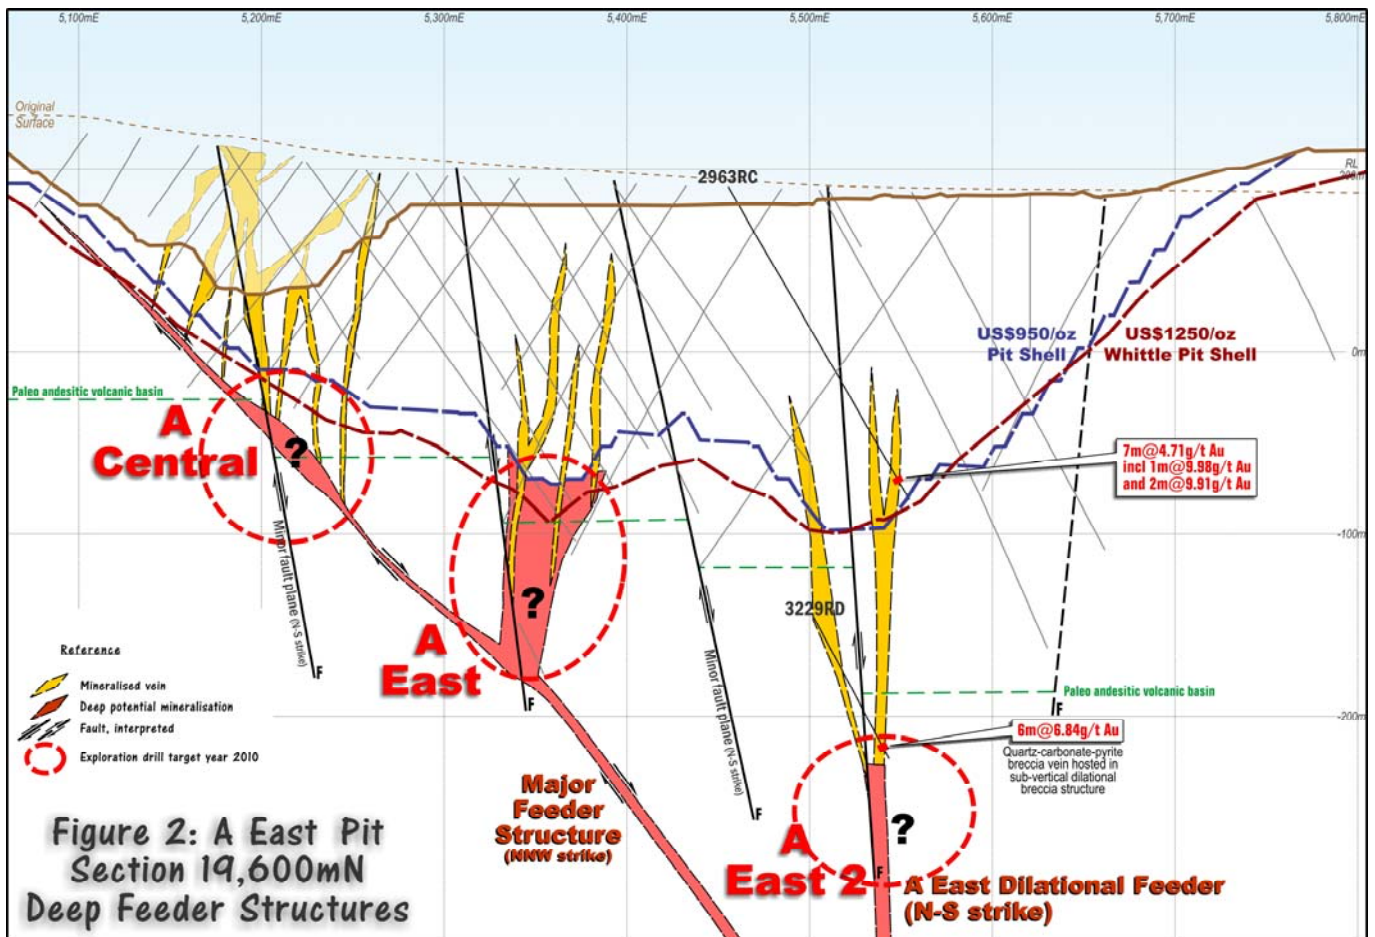 5,100mE
5,200mE
5,300mE
5,400mE
5,500mE
5,600mE
5,700mE
5,800mE
Original
Surface
2963RC
RL
US$950/oz
Pit Shell
US$1250/oz
Whittle Pit Shell
0m
Paleo andesitic volcanic basin
A
Central
?
7m@4.71g/t Au
incl 1m@9.98g/t Au
and 2m@9.91g/t Au
-100m
Minor fault plane (N-S strike)
F
A
East
?
F
Minor fault plane (N-S strike)
F
3229RD
Paleo andesitic volcanic basin
F
-200m
6m@6.84g/t Au
Quartz-carbonate-pyrite
breccia vein hosted in
sub-vertical dilational
breccia structure
Reference
Mineralised vein
Deep potential mineralisation
Fault, interpreted
Exploration drill target year 2010
Major
Feeder
Structure
(NNW strike)
A
East 2
?
F
A East Dilational Feeder
(N-S strike)
Figure 2: A East Pit
Section 19,600mN
Deep Feeder Structures